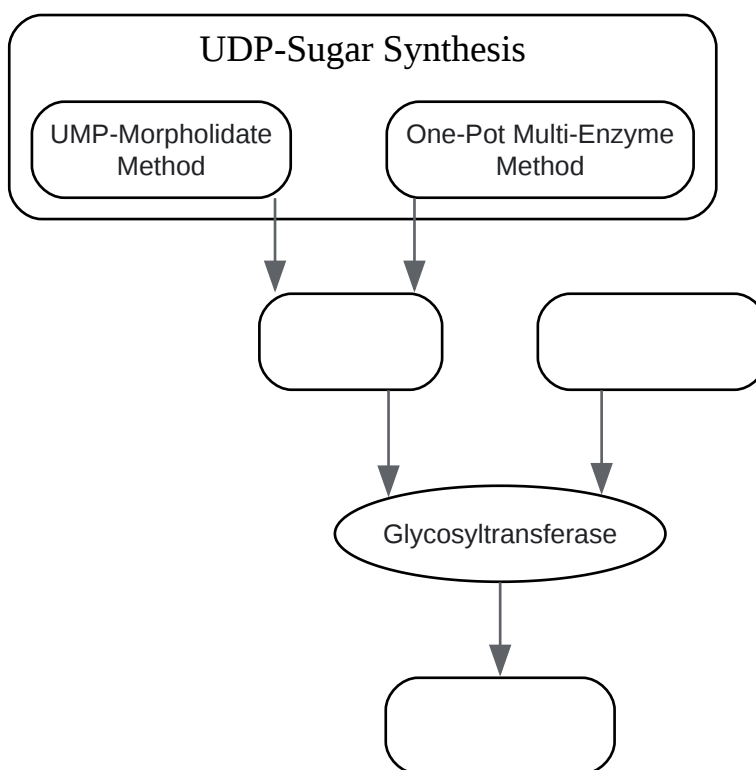 UDP-Sugar Synthesis
UMP-Morpholidate
Method
One-Pot Multi-Enzyme
Method
Glycosyltransferase